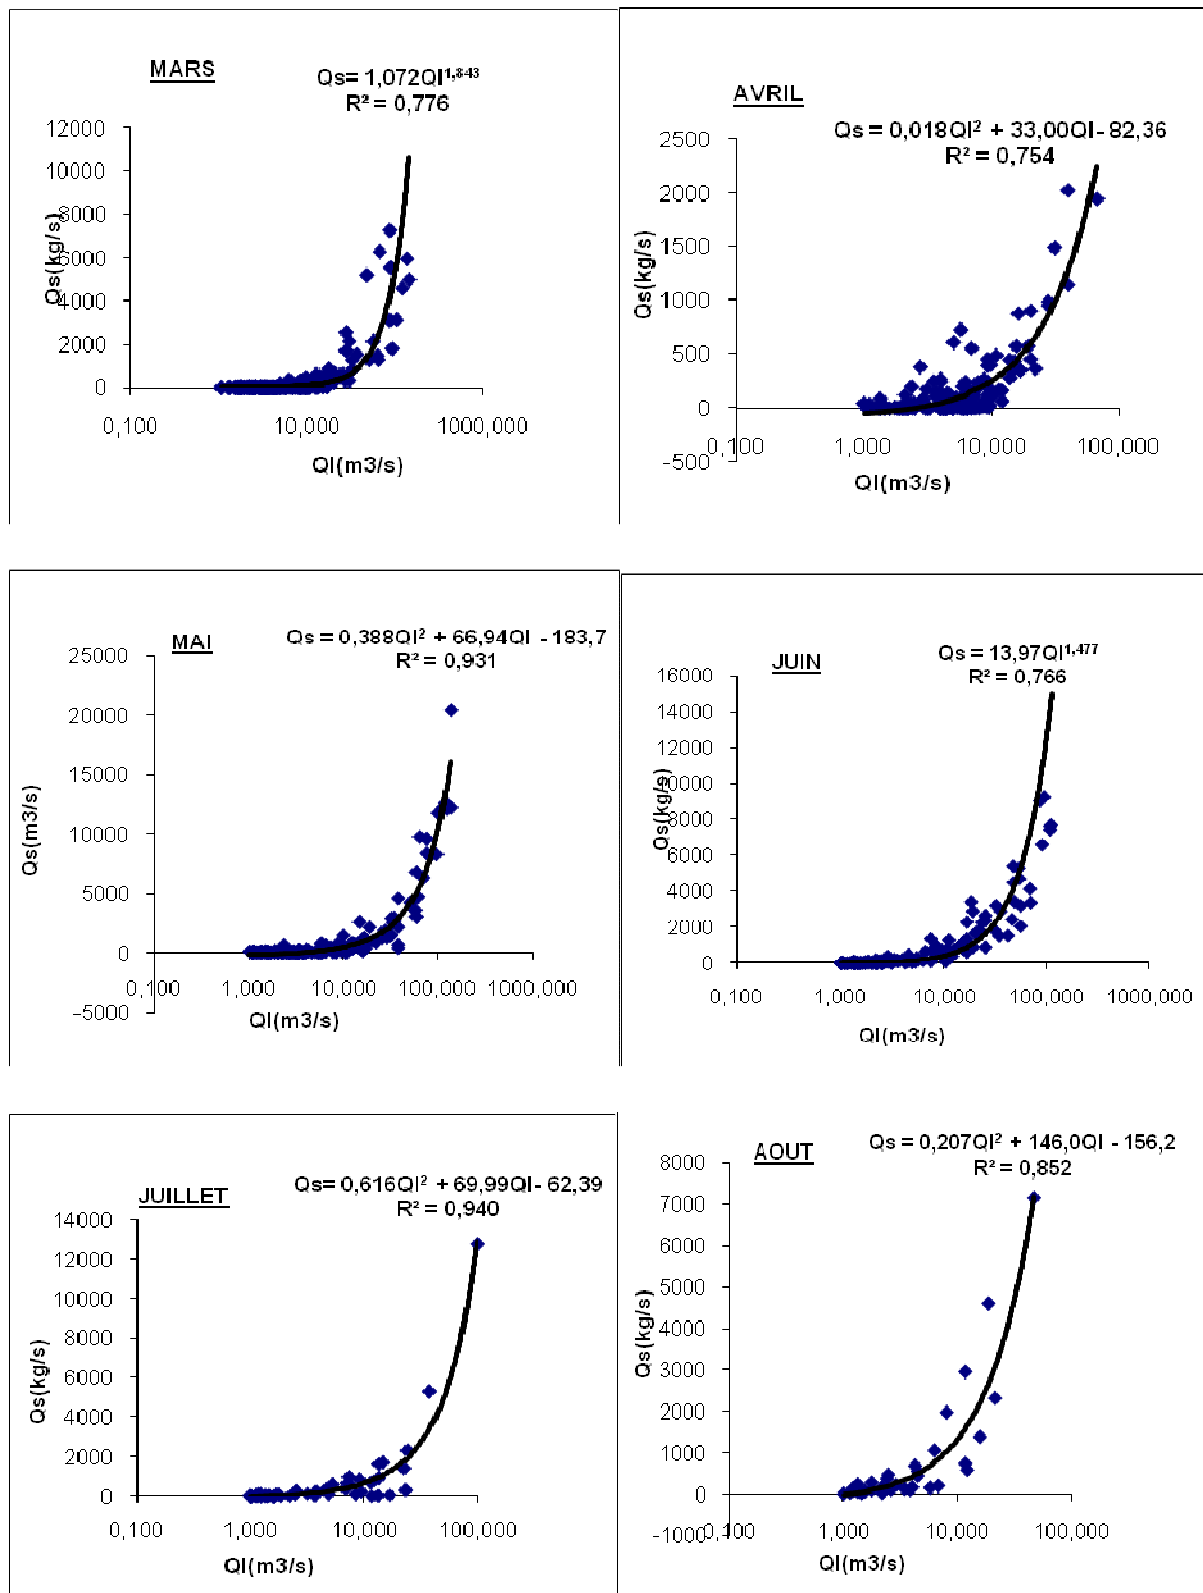 MARS
Qs= 1,072Ql1,843
R² = 0,776
12000
10000
8000
6000
4000
2000
0
Qs(kg/s)
0,100
10,000
1000,000
Ql(m3/s)
AVRIL
Qs = 0,018Ql² + 33,00Ql - 82,36
R² = 0,754
2500
2000
1500
1000
500
0
-500
Qs(kg/s)
0,100
1,000
10,000
100,000
Ql(m3/s)
MAI
Qs = 0,388Ql² + 66,94Ql - 183,7
R² = 0,931
25000
20000
15000
10000
5000
0
-5000
Qs(m3/s)
0,100
1,000
10,000
100,000
1000,000
Ql(m3/s)
JUIN
Qs = 13,97Ql1,477
R² = 0,766
16000
14000
12000
10000
8000
6000
4000
2000
0
Qs(kg/s)
0,100
1,000
10,000
100,000
1000,000
Ql(m3/s)
JUILLET
Qs= 0,616Ql² + 69,99Ql - 62,39
R² = 0,940
14000
12000
10000
8000
6000
4000
2000
0
Qs(kg/s)
0,100
1,000
10,000
100,000
Ql(m3/s)
AOUT
Qs = 0,207Ql² + 146,0Ql - 156,2
R² = 0,852
8000
7000
6000
5000
4000
3000
2000
1000
0
-1000
Qs(kg/s)
0,100
1,000
10,000
100,000
Ql(m3/s)